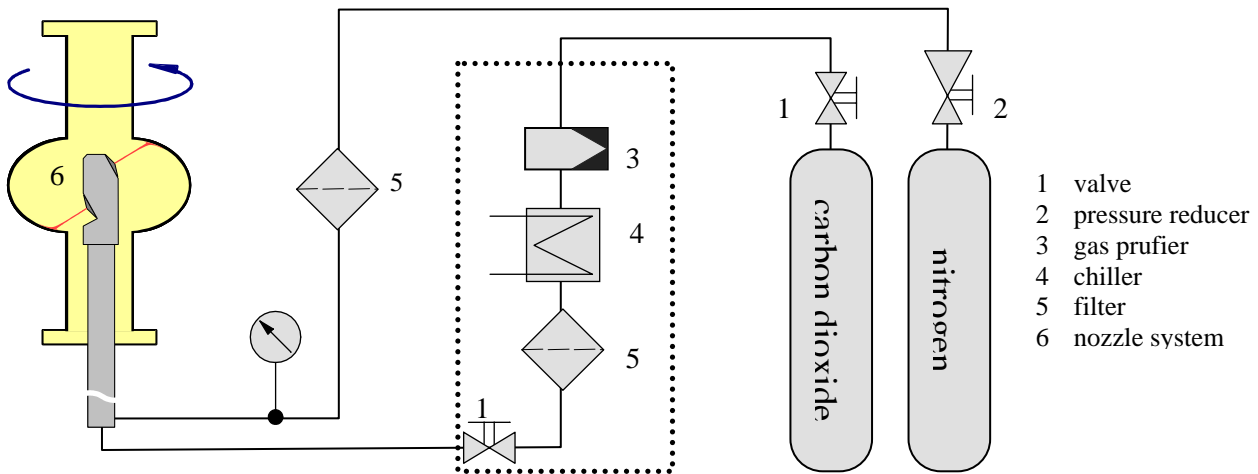 1
2
3
6
5
4
5
1
carbon dioxide
nitrogen
1 valve
2 pressure reducer
3 gas prufier
4 chiller
5 filter
6 nozzle system